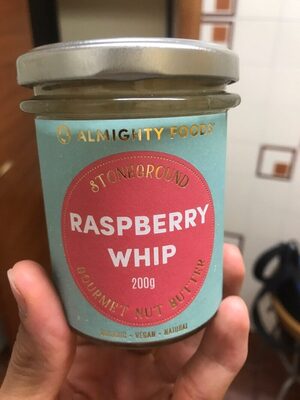 ALMIGHTY FOODS
STONEGROUND
RASPBERRY
WHIP
200g
GOURMET NUT BUTTER
ORGANIC - VEGAN - NATURAL